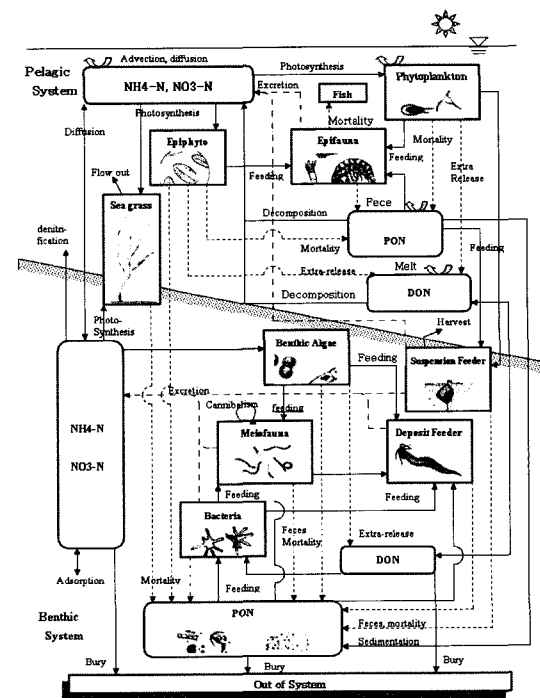 Advection, diffusion
Photosynthesis
Pelagic
System
NH4-N, NO3-N
Excretion
Phytoplankton
Fish
Photosynthesis
Mortality
Diffusion
Epiphyto
Epifauna
Mortality
Feeding
Feeding
Extra
Release
Flow out
Sea grass
Fece
Decomposition
PON
denitri-
fication
Mortality
Feeding
Extra-release
Melt
Decomposition
DON
Photo-
Synthesis
Harvest
Benthic Algae
Feeding
Suspension Feeder
Excretion
NH4-N
NO3-N
Cannibalism
feeding
Meiofauna
Deposit Feeder
Feeding
Feeding
Bacteria
Feces
Mortality
Extra-release
DON
Adsorption
Mortality
Feeding
Benthic
System
PON
Feces, mortality
Sedimentation
Bury
Bury
Bury
Out of System